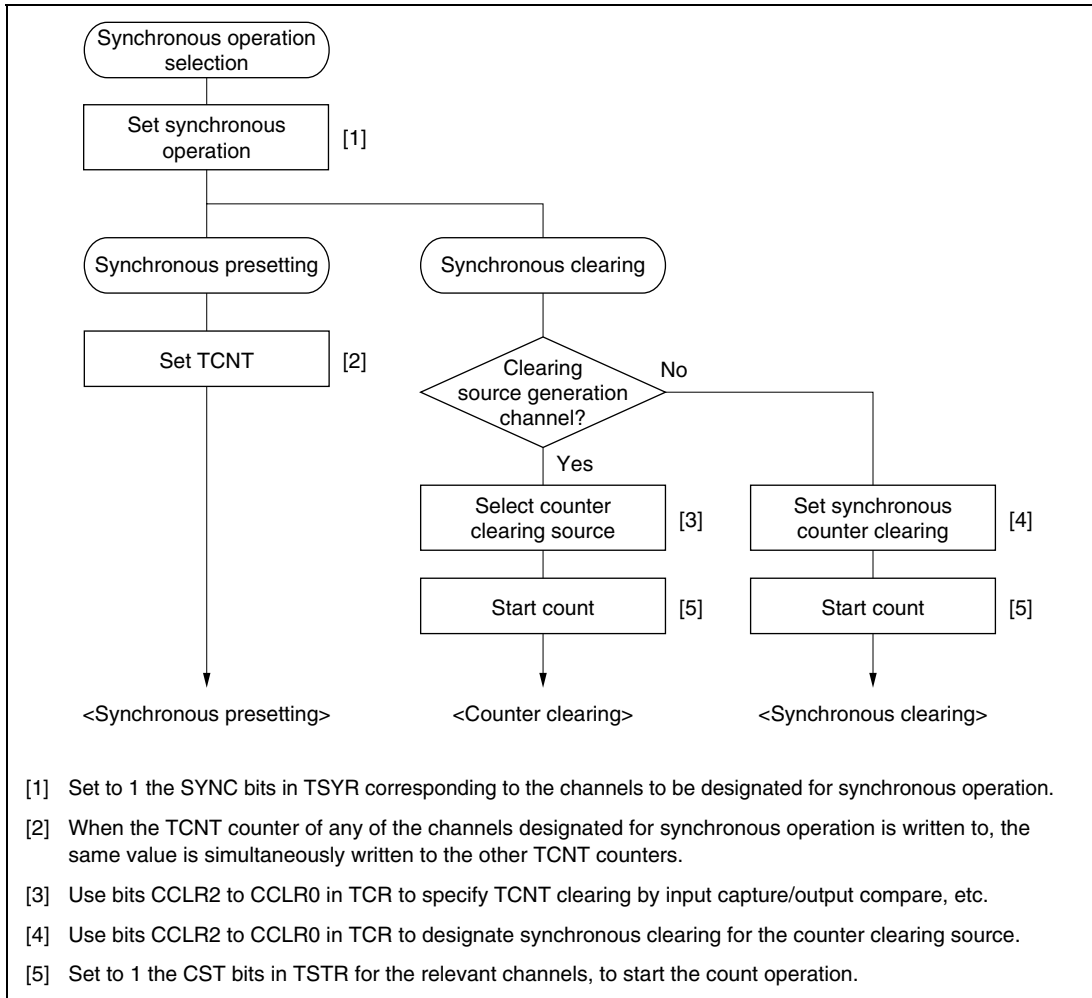 Synchronous operation
selection
Set synchronous
operation
[1]
Synchronous presetting
Synchronous clearing
Set TCNT
[2]
Clearing
source generation
channel?
No
Yes
Select counter
clearing source
[3]
Set synchronous
counter clearing
[4]
Start count
[5]
Start count
[5]
<Synchronous presetting>
<Counter clearing>
<Synchronous clearing>
[1] Set to 1 the SYNC bits in TSYR corresponding to the channels to be designated for synchronous operation.
[2] When the TCNT counter of any of the channels designated for synchronous operation is written to, the
same value is simultaneously written to the other TCNT counters.
[3] Use bits CCLR2 to CCLR0 in TCR to specify TCNT clearing by input capture/output compare, etc.
[4] Use bits CCLR2 to CCLR0 in TCR to designate synchronous clearing for the counter clearing source.
[5] Set to 1 the CST bits in TSTR for the relevant channels, to start the count operation.